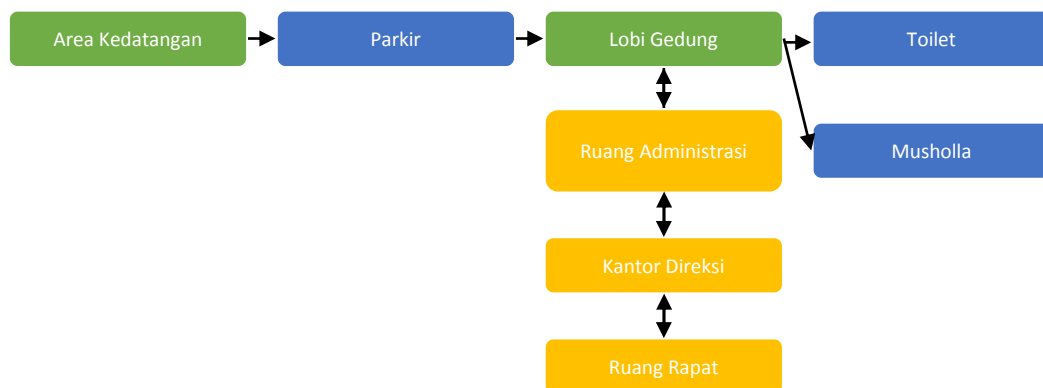 Area Kedatangan
Parkir
Lobi Gedung
Toilet
Ruang Administrasi
Musholla
Kantor Direksi
Ruang Rapat